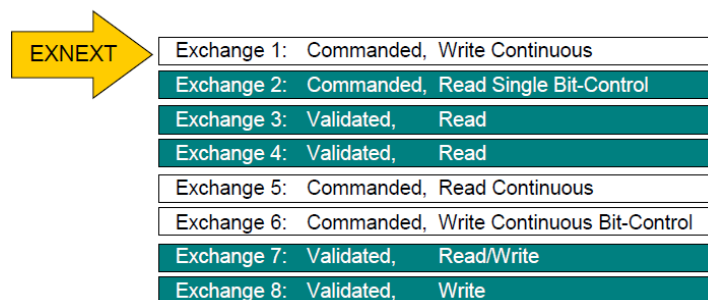 EXNEXT
Exchange 1: Commanded, Write Continuous
Exchange 2: Commanded, Read Single Bit-Control
Exchange 3: Validated, Read
Exchange 4: Validated, Read
Exchange 5: Commanded, Read Continuous
Exchange 6: Commanded, Write Continuous Bit-Control
Exchange 7: Validated, Read/Write
Exchange 8: Validated, Write